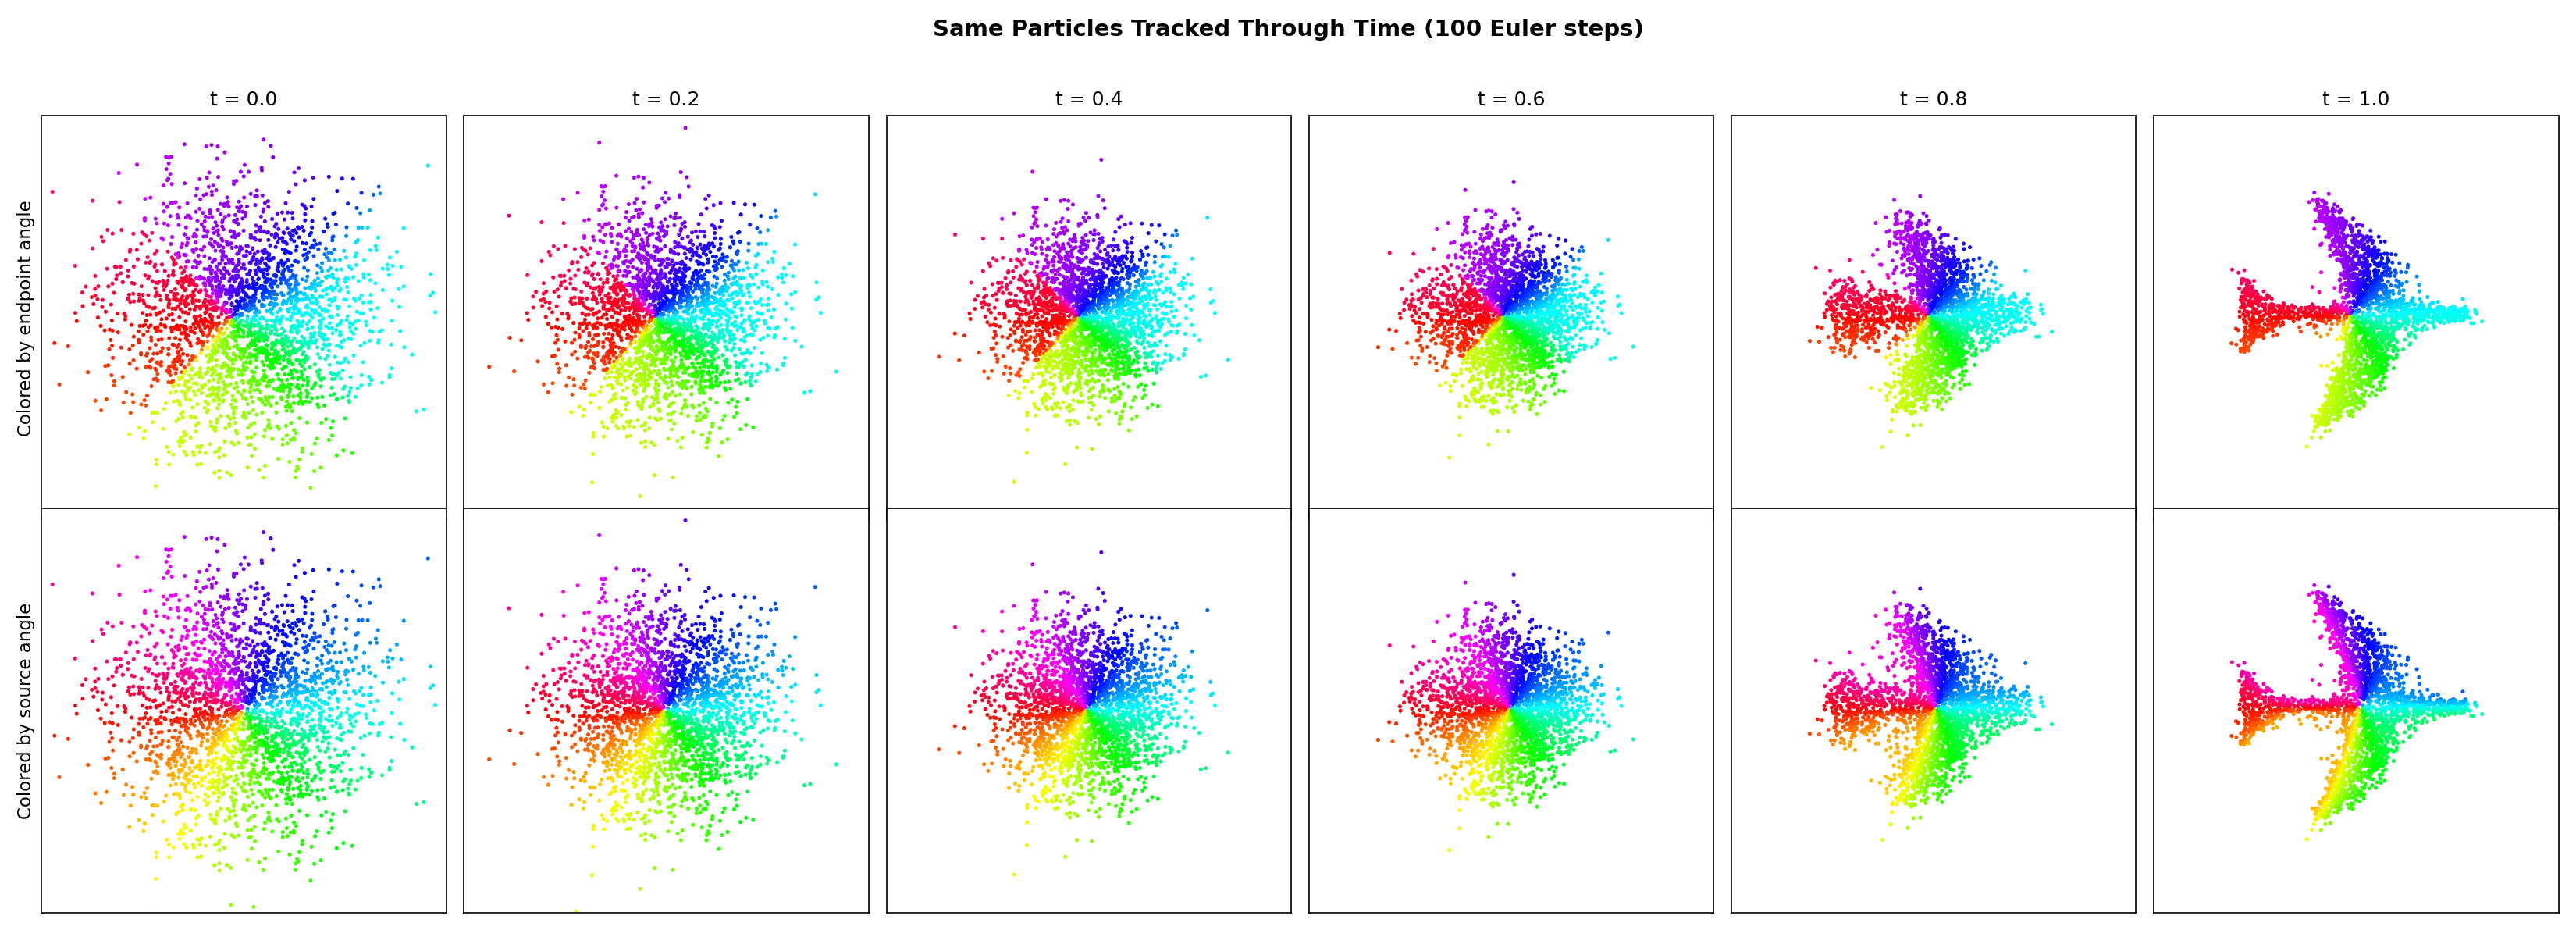 Same Particles Tracked Through Time (100 Euler steps)
t = 0.0
t = 0.2
t = 0.4
t = 0.6
t = 0.8
t = 1.0
Colored by endpoint angle
Colored by source angle